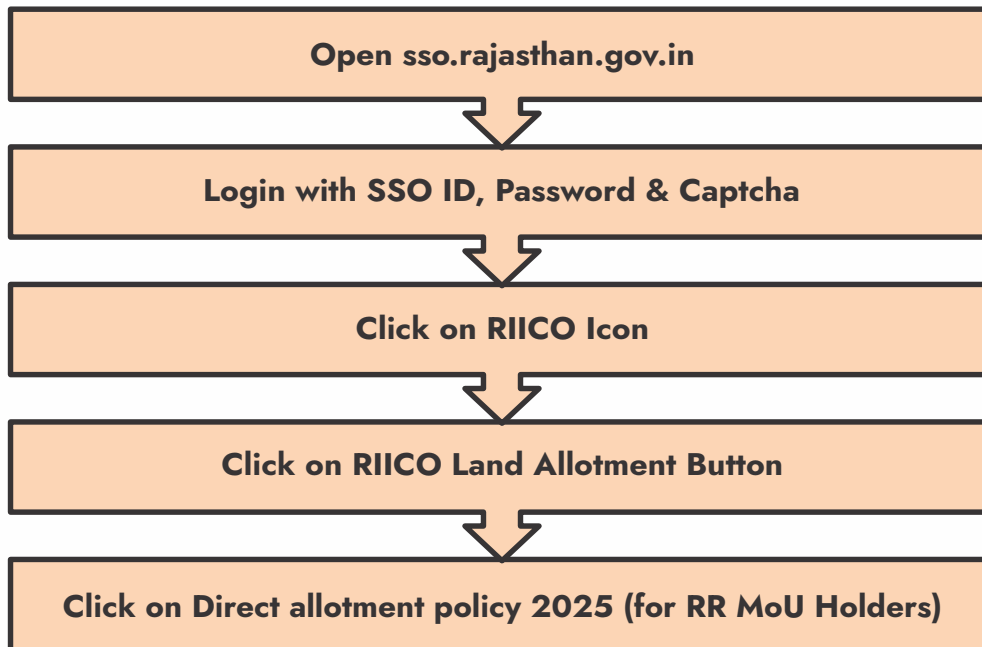 Open sso.rajasthan.gov.in
Login with SSO ID, Password & Captcha
Click on RIICO Icon
Click on RIICO Land Allotment Button
Click on Direct allotment policy 2025 (for RR MoU Holders)